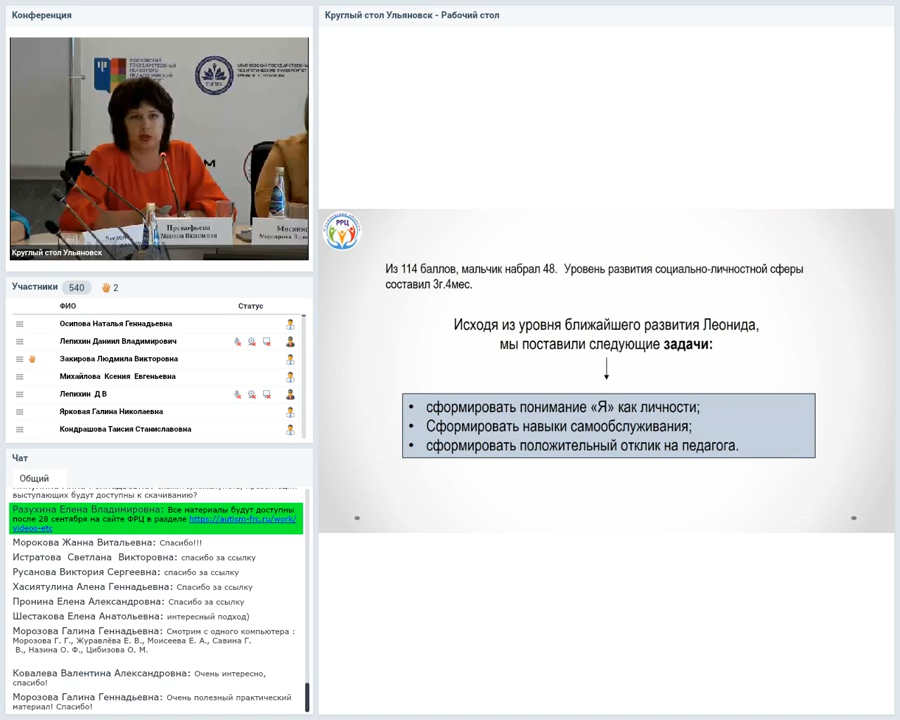 Конференция
МОСКОВСКИЙ
ГОСУДАРСТВЕННЫЙ
ПЕДАГОГИЧЕСКИЙ
Круглый стол Ульяновск
Участники 540 2
ФИО Статус
Осипова Наталья Геннадьевна
Лепихин Даниил Владимирович
Закирова Людмила Викторовна
Михайлова Ксения Евгеньевна
Лепихин Д В
Ярковая Галина Николаевна
Кондрашова Таисия Станиславовна
Чат
Общий
выступающих будут доступны к скачиванию?
Разухина Елена Владимировна: Все материалы будут доступны
после 28 сентября на сайте ФРЦ в разделе https://autism-frc.ru/work/
videos-etc
Морокова Жанна Витальевна: Спасибо!!!
Истратова Светлана Викторовна: спасибо за ссылку
Русанова Виктория Сергеевна: спасибо за ссылку
Хасиятулина Алена Геннадьевна: Спасибо за ссылку
Пронина Елена Александровна: Спасибо за ссылку
Шестакова Елена Анатольевна: интересный подход)
Морозова Галина Геннадьевна: Смотрим с одного компьютера :
Морозова Г. Г., Журавлёва Е. В., Моисеева Е. А., Савина Г.
В., Назина О. Ф., Цибизова О. М.
Ковалева Валентина Александровна: Очень интересно,
спасибо!
Морозова Галина Геннадьевна: Очень полезный практический
материал! Спасибо!
Круглый стол Ульяновск - Рабочий стол
РРЦ
Из 114 баллов, мальчик набрал 48. Уровень развития социально-личностной сферы
составил 3г.4мес.
Исходя из уровня ближайшего развития Леонида,
мы поставили следующие задачи:
• сформировать понимание «Я» как личности;
• Сформировать навыки самообслуживания;
• сформировать положительный отклик на педагога.